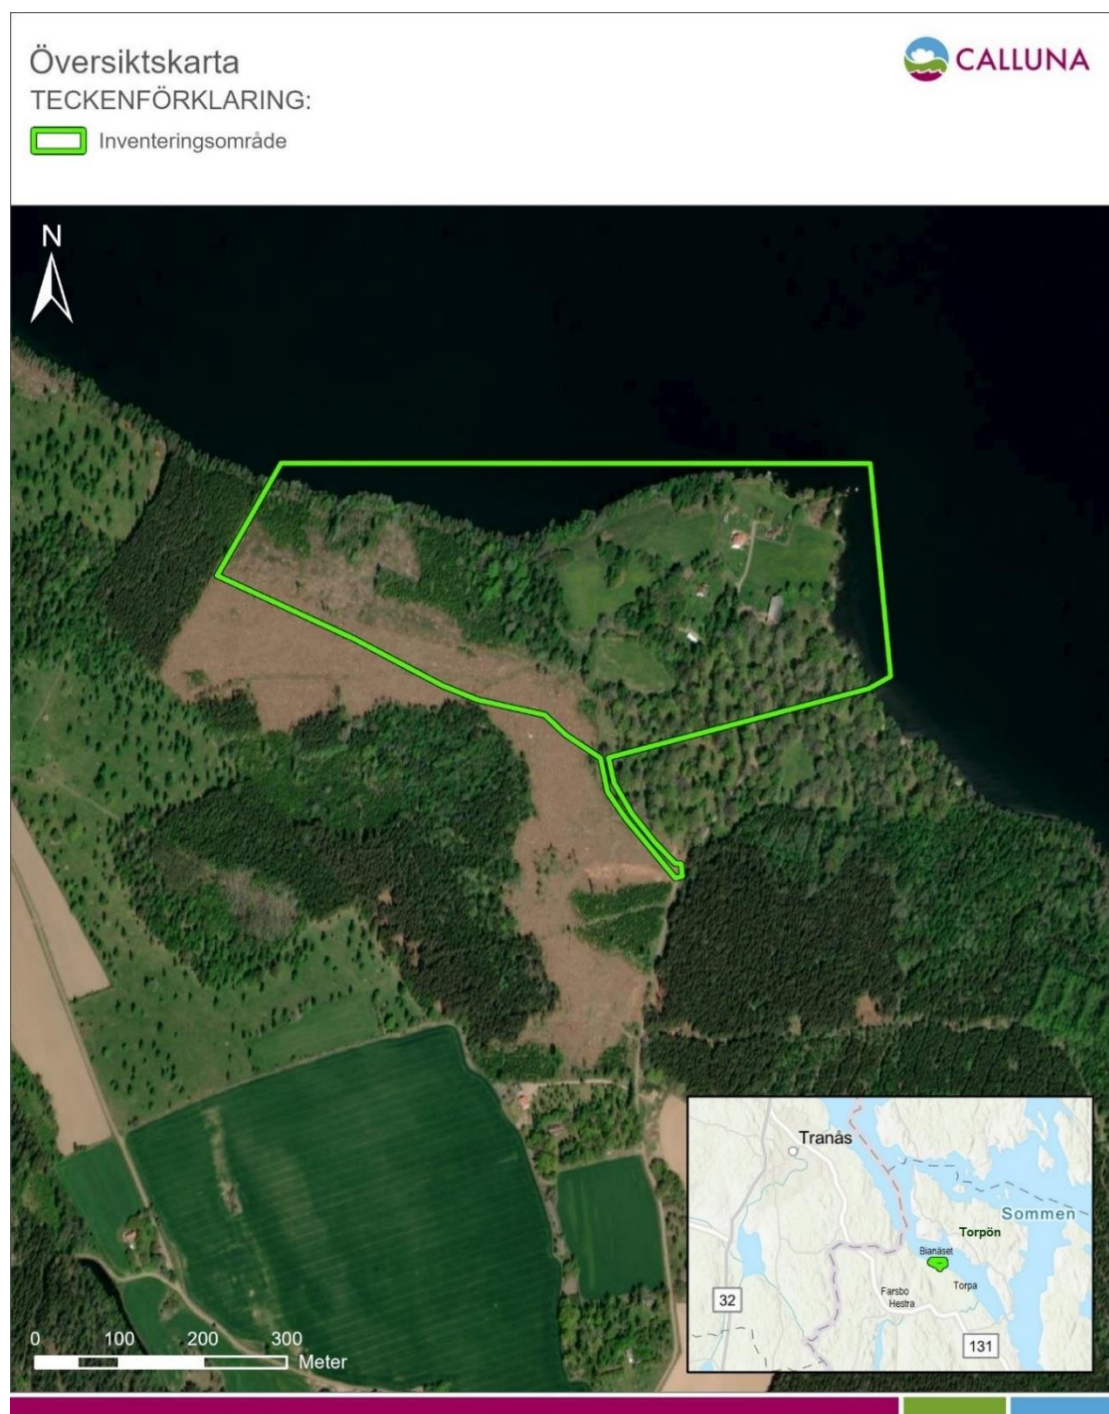 Översiktskarta
CALLUNA
TECKENFÖRKLARING:
Inventeringsområde
N
Tranås
Sommen
Torpön
Bianäset
Torpa
Farsbo
Hestra
32
131
0 100 200 300
Meter